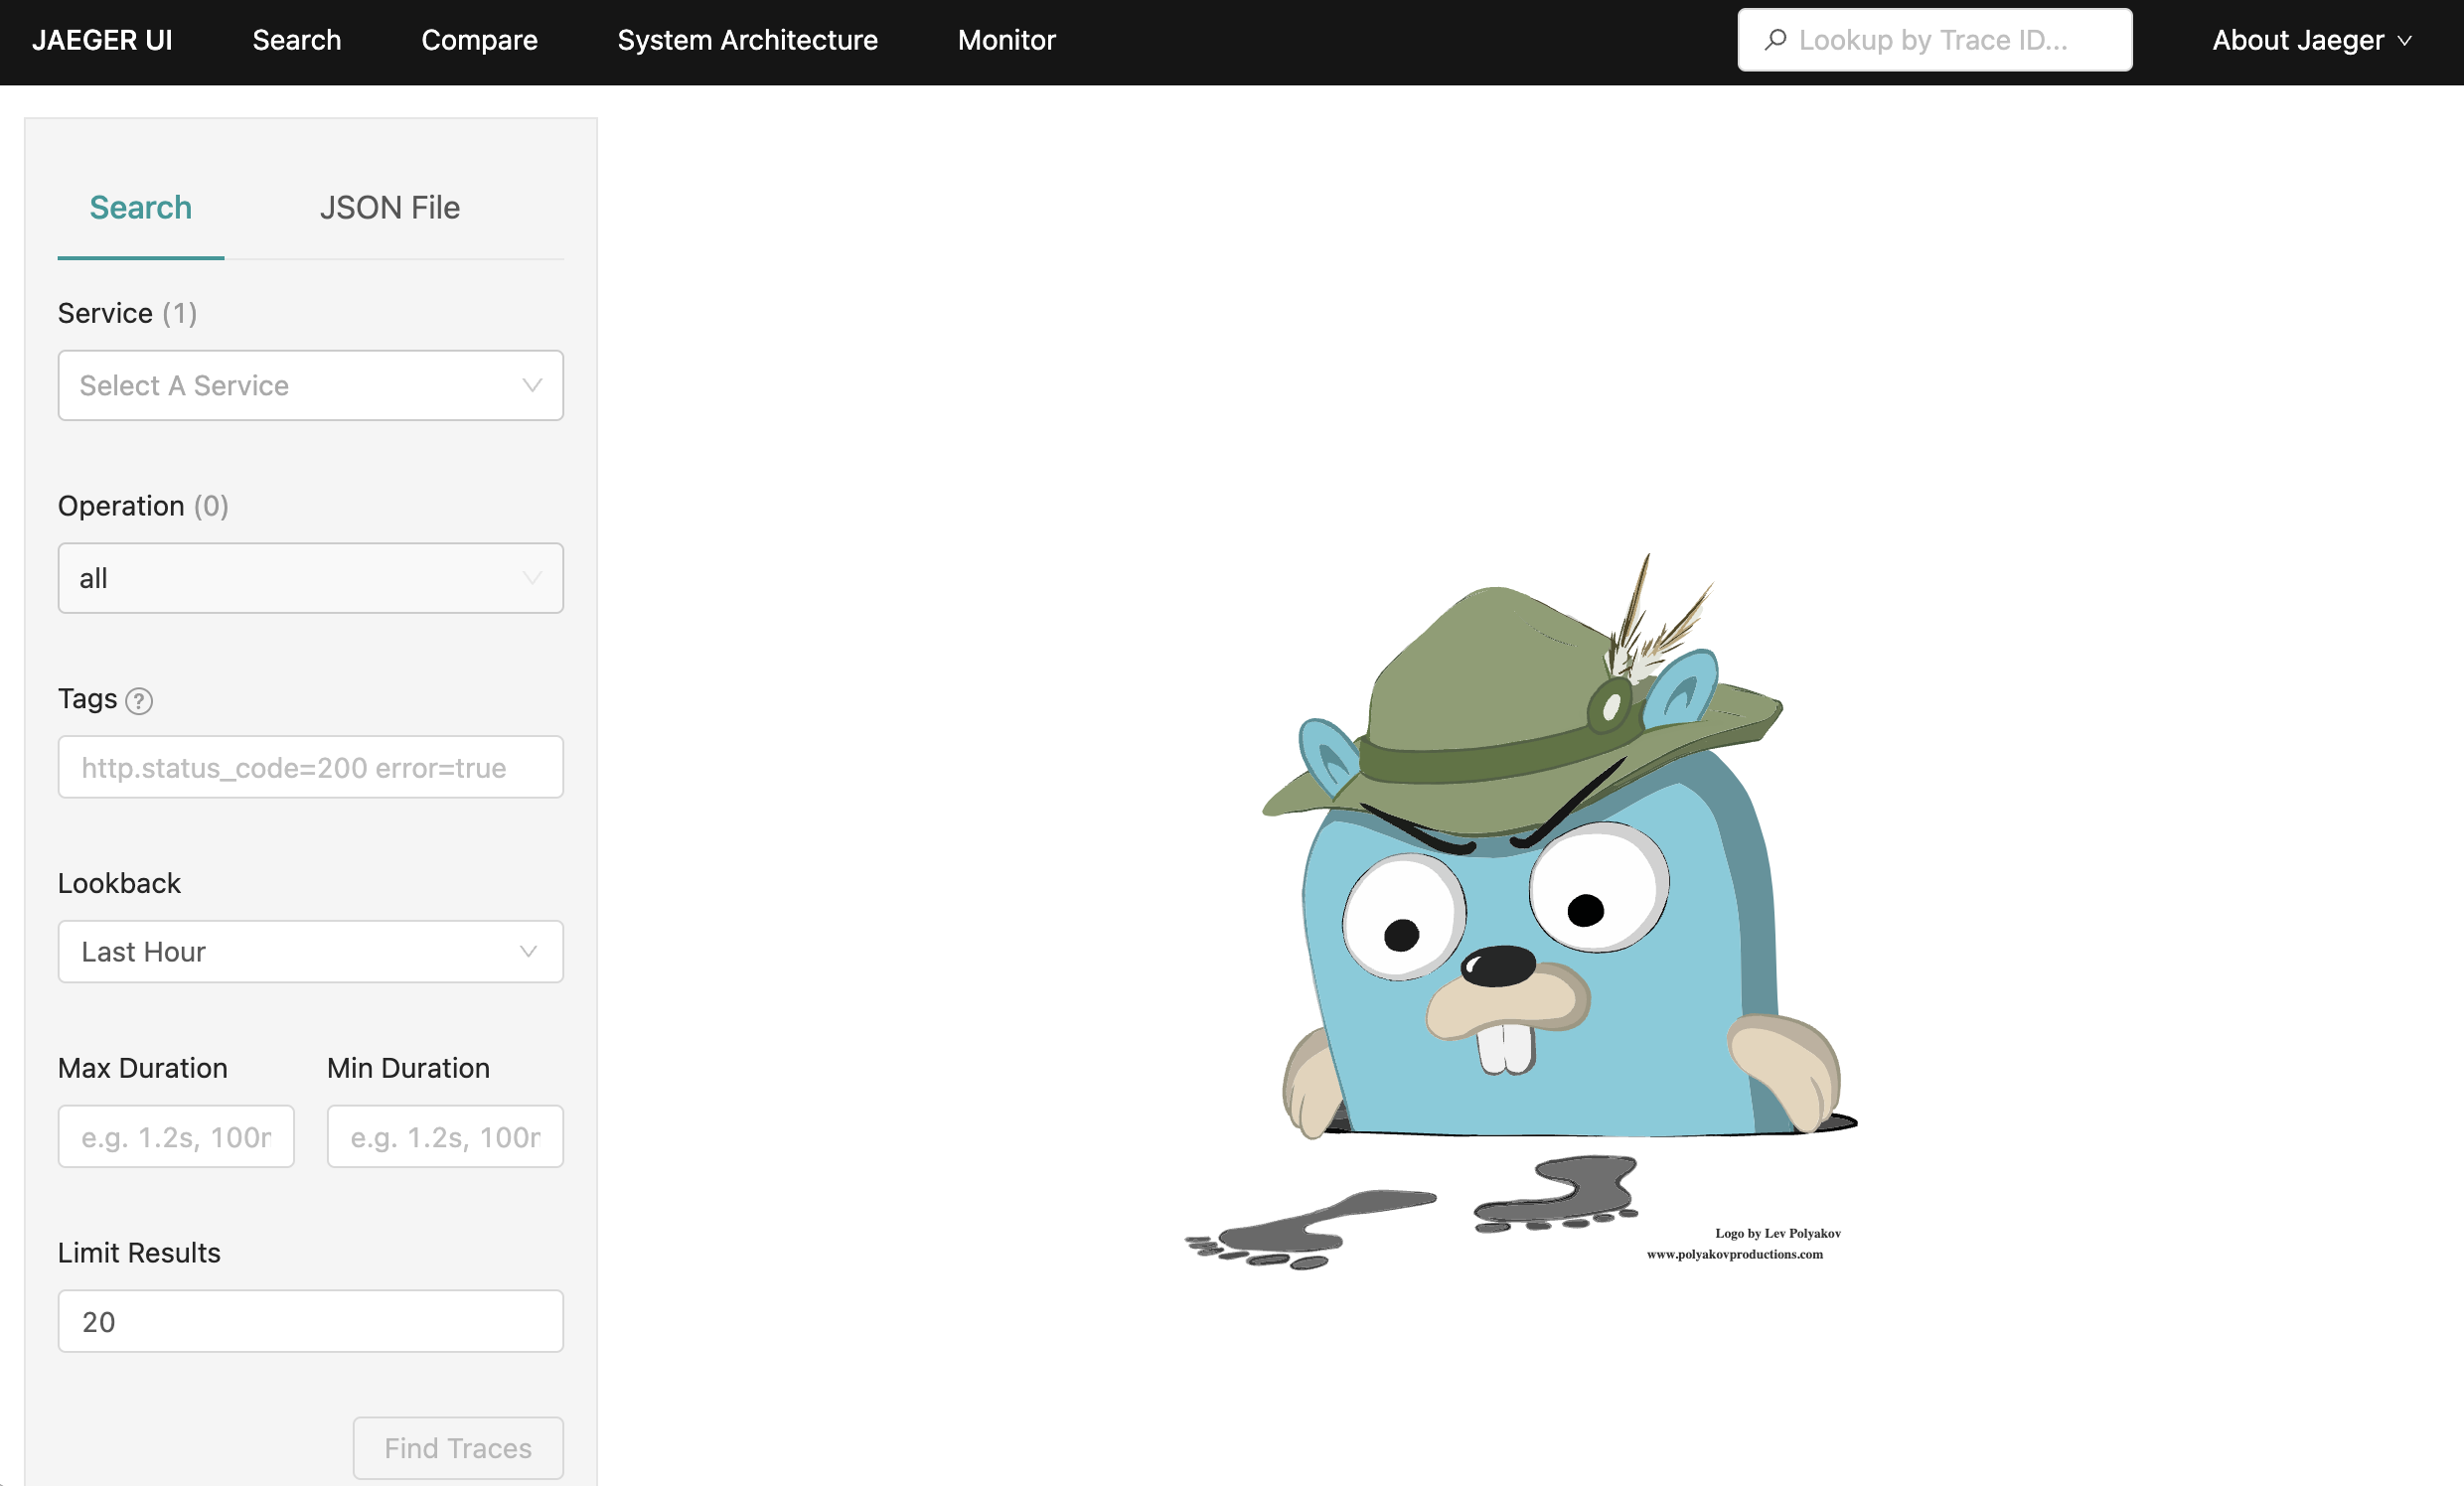 JAEGER UI Search Compare System Architecture Monitor Lookup by Trace ID... About Jaeger
Search JSON File
Service (1)
Select A Service
Operation (0)
all
Tags ?
http.status_code=200 error=true
Lookback
Last Hour
Max Duration Min Duration
e.g. 1.2s, 100 e.g. 1.2s, 100
Limit Results
20
Find Traces
Logo by Lev Polyakov
www.polyakovproductions.com